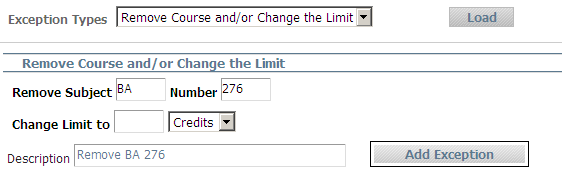 Exception Types Remove Course and/or Change the Limit Load
Remove Course and/or Change the Limit
Remove Subject BA Number 276
Change Limit to Credits
Description Remove BA 276 Add Exception